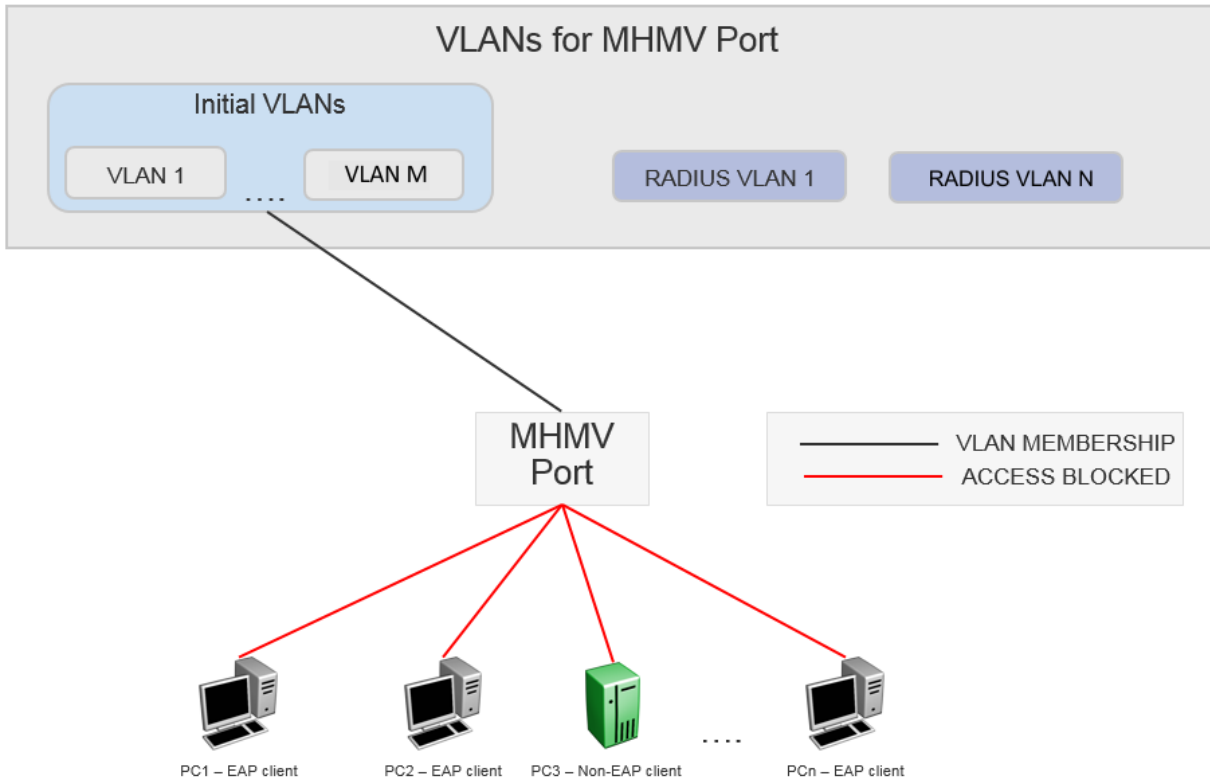 VLANs for MHMV Port
Initial VLANs
VLAN 1
....
VLAN M
RADIUS VLAN 1
RADIUS VLAN N
MHMV
Port
VLAN MEMBERSHIP
ACCESS BLOCKED
....
PC1 – EAP client
PC2 – EAP client
PC3 – Non-EAP client
PCn – EAP client